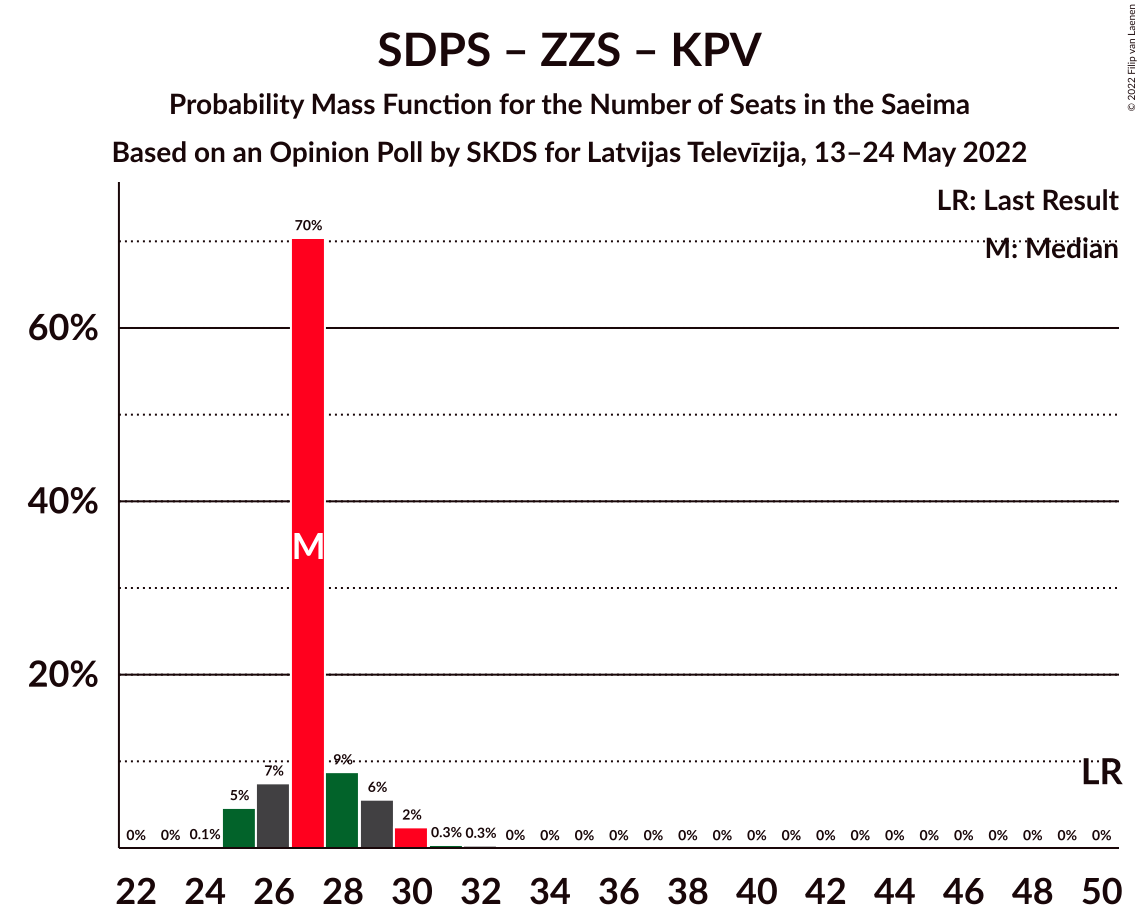 SDPS – ZZS – KPV
Probability Mass Function for the Number of Seats in the Saeima
Based on an Opinion Poll by SKDS for Latvijas Televīzija, 13–24 May 2022
© 2022 Filip van Laenen
LR: Last Result
M: Median
60%
40%
20%
0% 0% 0.1% 5% 7% 70% 9% 6% 2% 0.3% 0.3% 0% 0% 0% 0% 0% 0% 0% 0% 0% 0% 0% 0% 0% 0% 0% 0% 0% 0%
M
LR
22 24 26 28 30 32 34 36 38 40 42 44 46 48 50